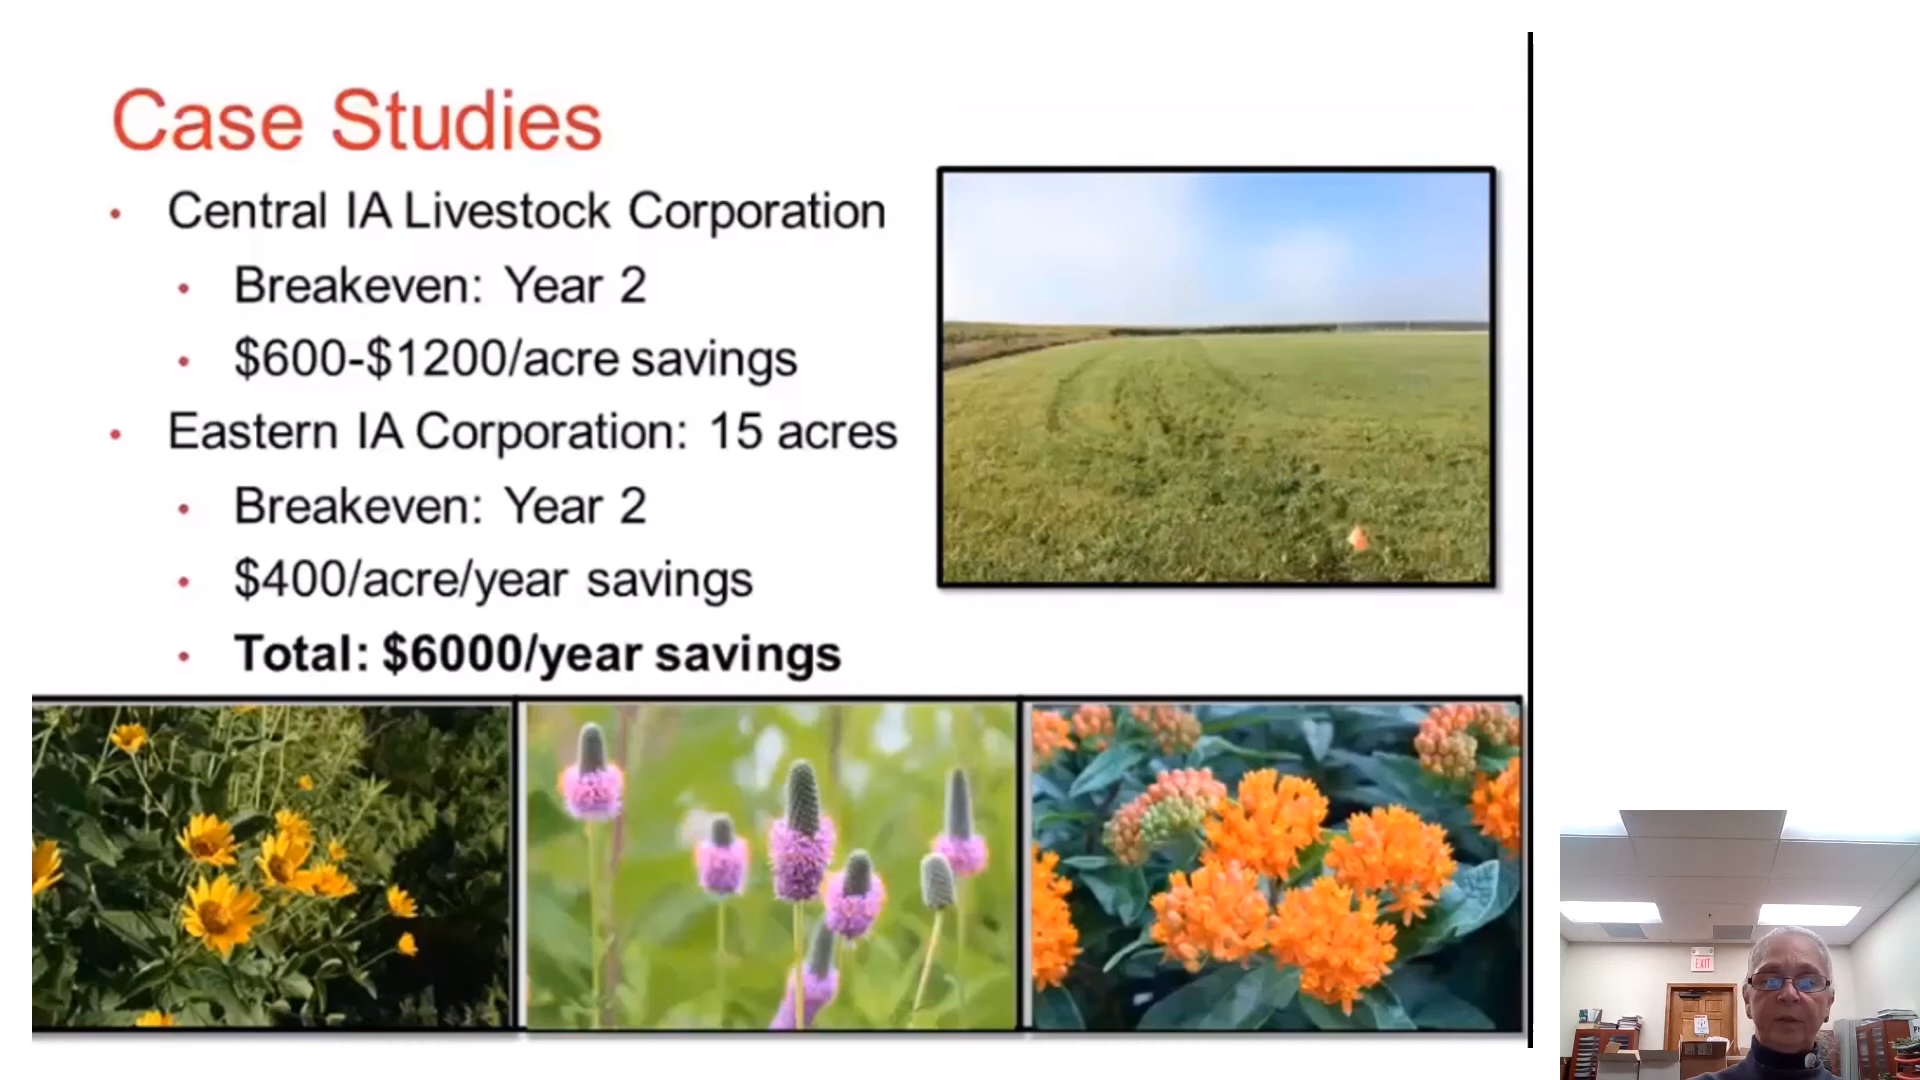 Case Studies
• Central IA Livestock Corporation
• Breakeven: Year 2
• $600-$1200/acre savings
• Eastern IA Corporation: 15 acres
• Breakeven: Year 2
• $400/acre/year savings
• Total: $6000/year savings
EXIT